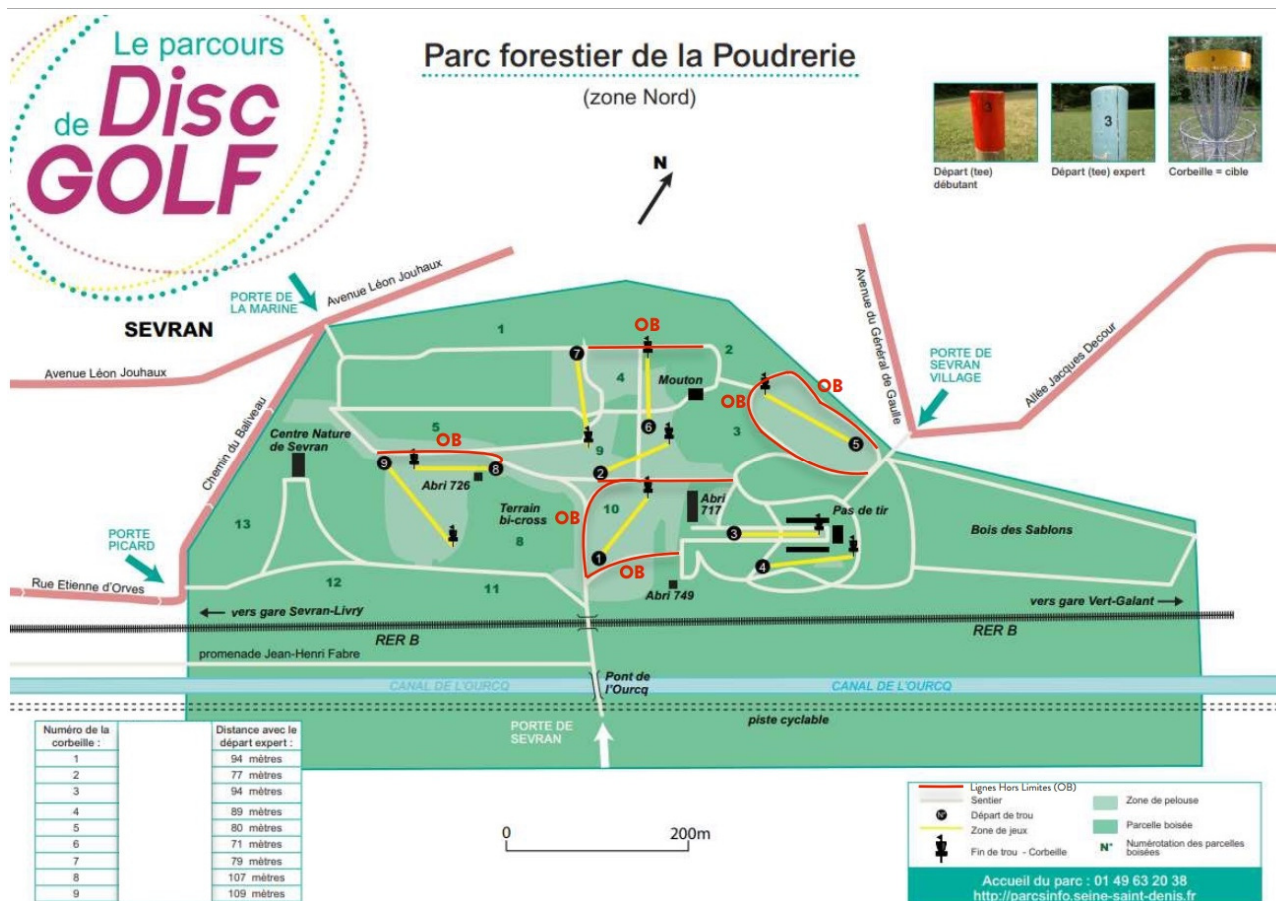 Le parcours
de Disc
GOLF
Parc forestier de la Poudrerie
(zone Nord)
3
3
Départ (tee)
débutant
Départ (tee) expert
Corbeille = cible
N
PORTE DE
LA MARINE
Avenue Léon Jouhaux
SEVRAN
Avenue Léon Jouhaux
Chemin du Baliveau
Avenue du Général de Gaulle
Allée Jacques Decour
PORTE DE
SEVRAN
VILLAGE
1
OB
2
7
4
Mouton
OB
OB
5
6
3
5
Centre Nature
de Sevran
OB
9
9
8
2
Abri 726
Terrain
bi-cross
OB
10
Abri
717
Pas de tir
3
Bois des Sablons
13
8
1
OB
4
PORTE
PICARD
Rue Etienne d'Orves
12
11
Abri 749
vers gare Sevran-Livry
vers gare Vert-Galant
RER B
RER B
promenade Jean-Henri Fabre
Pont de
l'Ourcq
CANAL DE L'OURCQ
CANAL DE L'OURCQ
piste cyclable
PORTE DE
SEVRAN
Numéro de la
corbeille :
Distance avec le
départ expert :
1 94 mètres
2 77 mètres
3 94 mètres
4 89 mètres
5 80 mètres
6 71 mètres
7 79 mètres
8 107 mètres
9 109 mètres
0 200m
Lignes Hors Limites (OB)
Sentier
N° Départ de trou
Zone de jeux
Fin de trou - Corbeille
Zone de pelouse
Parcelle boisée
N° Numérotation des parcelles
boisées
Accueil du parc : 01 49 63 20 38
http://parcsinfo.seine-saint-denis.fr